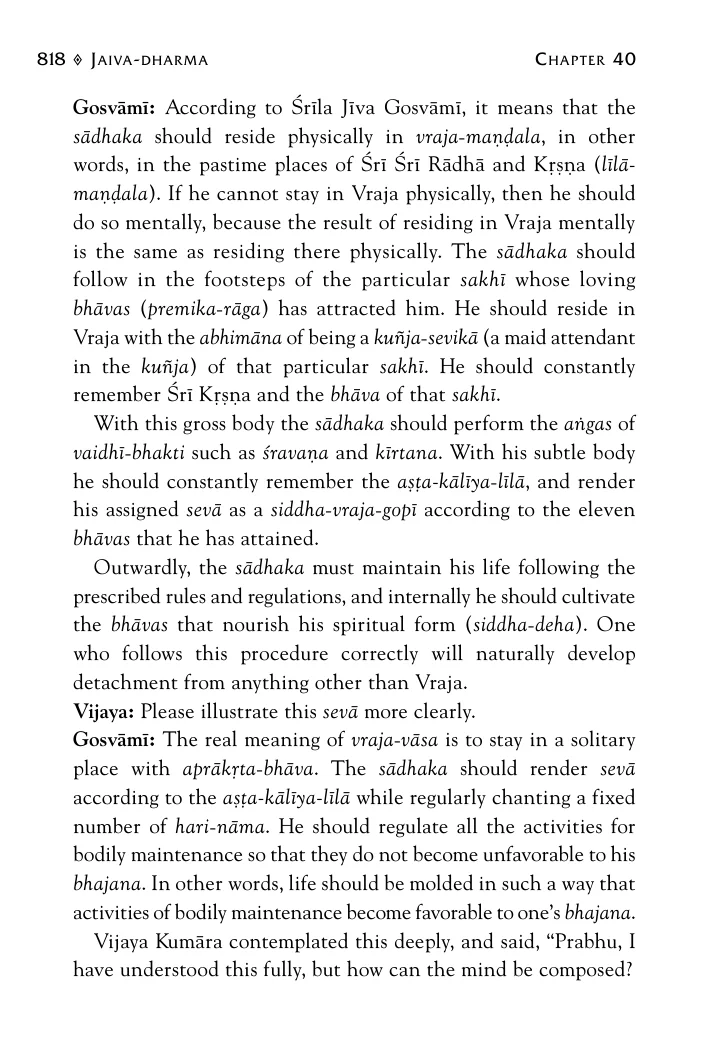 818 ◈ JAIVA-DHARMA CHAPTER 40
Gosvāmī: According to Śrīla Jīva Gosvāmī, it means that the
sādhaka should reside physically in vraja-maṇḍala, in other
words, in the pastime places of Śrī Śrī Rādhā and Kṛṣṇa (līlā-
maṇḍala). If he cannot stay in Vraja physically, then he should
do so mentally, because the result of residing in Vraja mentally
is the same as residing there physically. The sādhaka should
follow in the footsteps of the particular sakhī whose loving
bhāvas (premika-rāga) has attracted him. He should reside in
Vraja with the abhimāna of being a kuñja-sevikā (a maid attendant
in the kuñja) of that particular sakhī. He should constantly
remember Śrī Kṛṣṇa and the bhāva of that sakhī.
With this gross body the sādhaka should perform the aṅgas of
vaidhī-bhakti such as śravaṇa and kīrtana. With his subtle body
he should constantly remember the aṣṭa-kālīya-līlā, and render
his assigned sevā as a siddha-vraja-gopī according to the eleven
bhāvas that he has attained.
Outwardly, the sādhaka must maintain his life following the
prescribed rules and regulations, and internally he should cultivate
the bhāvas that nourish his spiritual form (siddha-deha). One
who follows this procedure correctly will naturally develop
detachment from anything other than Vraja.
Vijaya: Please illustrate this sevā more clearly.
Gosvāmī: The real meaning of vraja-vāsa is to stay in a solitary
place with aprākṛta-bhāva. The sādhaka should render sevā
according to the aṣṭa-kālīya-līlā while regularly chanting a fixed
number of hari-nāma. He should regulate all the activities for
bodily maintenance so that they do not become unfavorable to his
bhajana. In other words, life should be molded in such a way that
activities of bodily maintenance become favorable to one’s bhajana.
Vijaya Kumāra contemplated this deeply, and said, “Prabhu, I
have understood this fully, but how can the mind be composed?